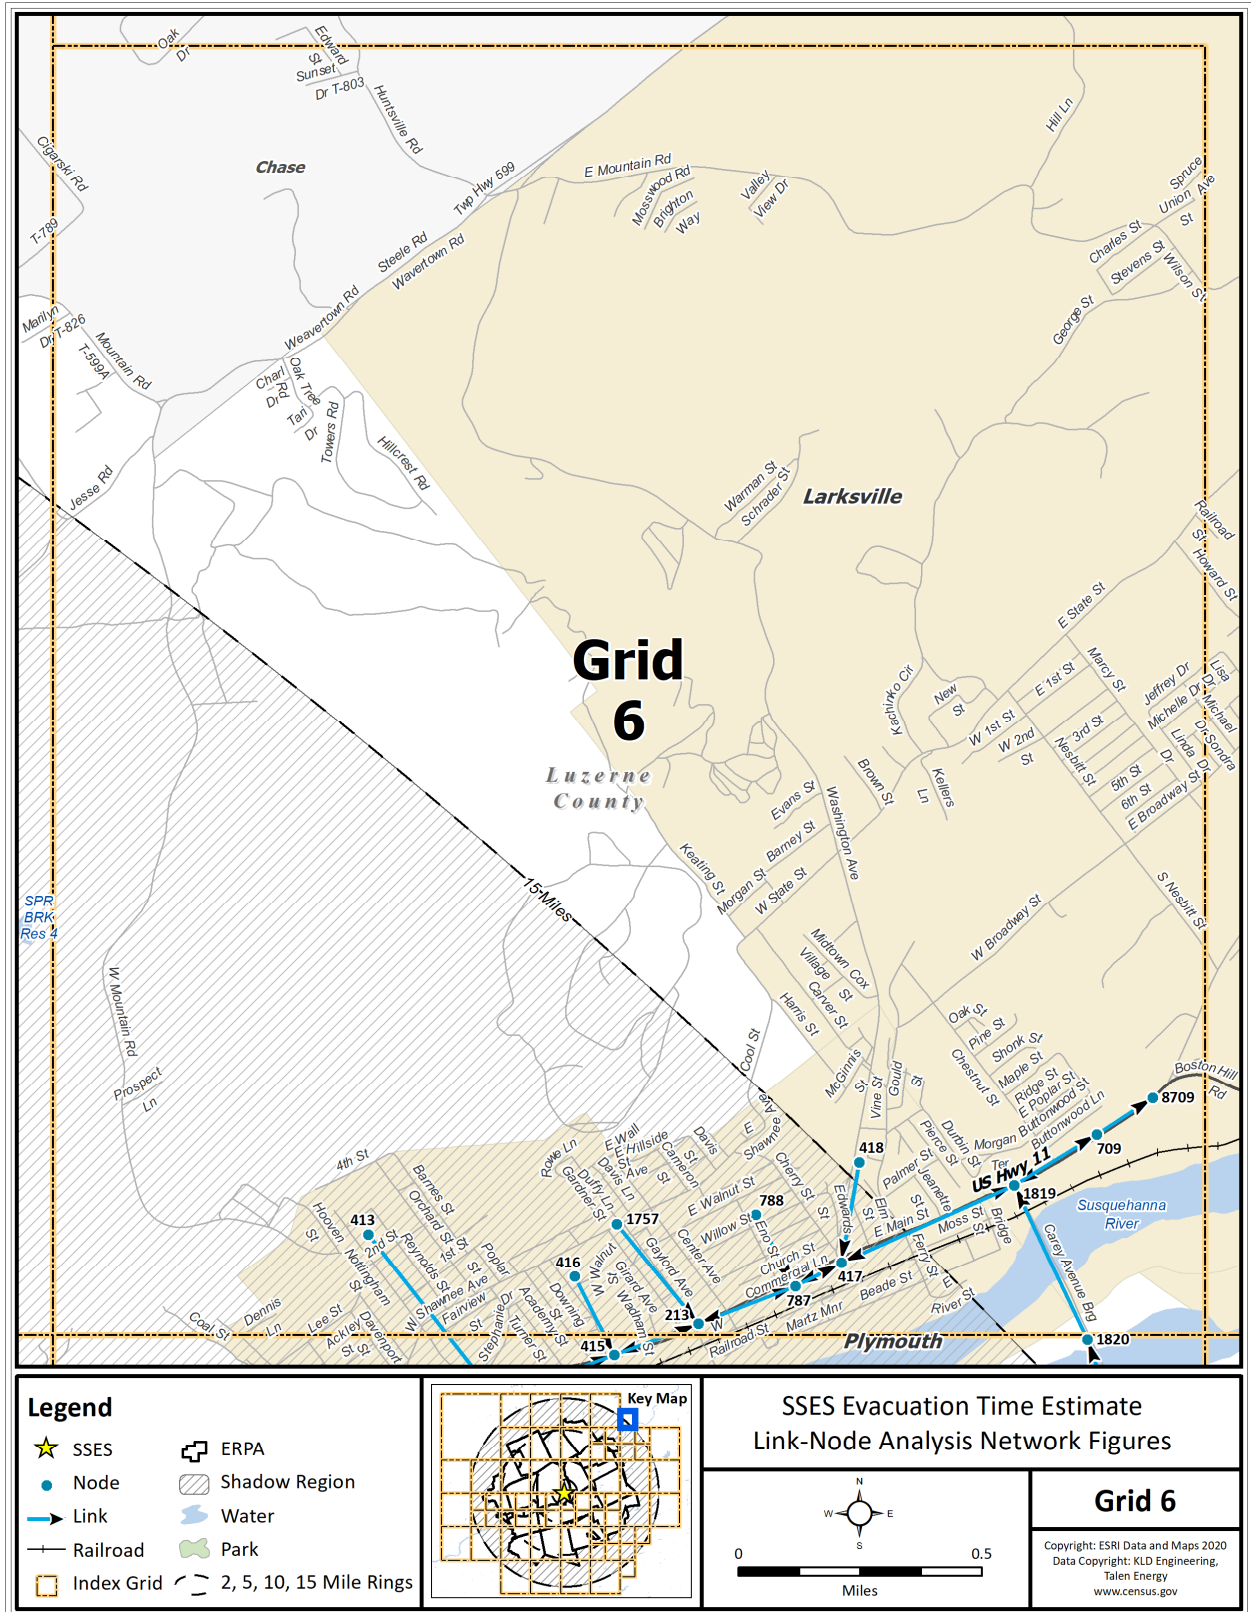 Oak
Dr
Edward
St
Sunset
Dr T-803
Huntsville Rd
Hill Ln
Cigarski Rd
Chase
Twp Hwy 599
E Mountain Rd
Mosswood Rd
Brighton
Way
Valley
View Dr
Spruce
Union Ave
St
T-789
Steele Rd
Wavertown Rd
Charles St
Stevens St
Wilson St
Marilyn
Dr T-826
T-599A
Mountain Rd
Weavertown Rd
George St
Charl
Rd
Dr
Oak Tree
Tari
Dr
Towers Rd
Hillcrest Rd
Jesse Rd
Warman St
Schrader St
Larksville
Railroad
St
Howard St
E State St
Grid
6
Luzerne
County
Kachinko Cir
New
St
E 1st St
Marcy St
Jeffrey Dr
Michelle Dr
Lisa
Dr
Michael
Dr
Sondra
Dr
Linda
Dr
W 1st St
W 2nd
St
3rd St
Nesbitt St
5th St
6th St
E Broadway St
Brown St
Kellers
Ln
Evans St
Washington Ave
Barney St
Keating St
Morgan St
W State St
15-Miles
S Nesbitt St
SPR
BRK
Res 4
W Broadway St
W Mountain Rd
Midtown Cox
Village
St
Carver St
Harris St
Oak St
Pine St
Shonk St
Maple St
Chestnut St
Ridge St
E Poplar St
Buttonwood St
Buttonwood Ln
Cool St
McGinnis
St
Vine St
Gould
St
Boston Hill
Rd
Prospect
Ln
8709
709
E
Shawnee Ave
Durbin St
Pierce St
Morgan
Ter
US Hwy 11
1819
4th St
Rowe Ln
E Wall
E Hillside
St
Ave
Davis
St
Cameron
St
Davis Ln
Duffy Ln
Gardner St
418
Palmer St
Jeanette
St
Cherry St
St
Edwards
Elm
St
Susquehanna
River
Barnes St
Orchard St
Hooven
St
413
2nd St
Reynolds St
1st St
St
Nottingham
St
1757
E Walnut St
788
Willow St
Eno St
E Main St
Moss St
St
Bridge
Carey Avenue Brg
Poplar
416
W Walnut
St
Gaylord Ave
Center Ave
Church St
Commercial Ln
417
Ferry St
E
River St
W Shawnee Ave
Fairview
St
Stephanie
Dr
Academy St
Turner St
Downing
Girard Ave
Wadham
St
213
W
787
Beade St
Martz Mnr
Railroad St
Coal St
Dennis
Ln
Lee St
Ackley
St
Davenport
St
415
Plymouth
1820
Legend
SSES
Node
Link
Railroad
Index Grid
ERPA
Shadow Region
Water
Park
2, 5, 10, 15 Mile Rings
Key Map
SSES Evacuation Time Estimate
Link-Node Analysis Network Figures
N
W
E
S
0
0.5
Miles
Grid 6
Copyright: ESRI Data and Maps 2020
Data Copyright: KLD Engineering,
Talen Energy
www.census.gov